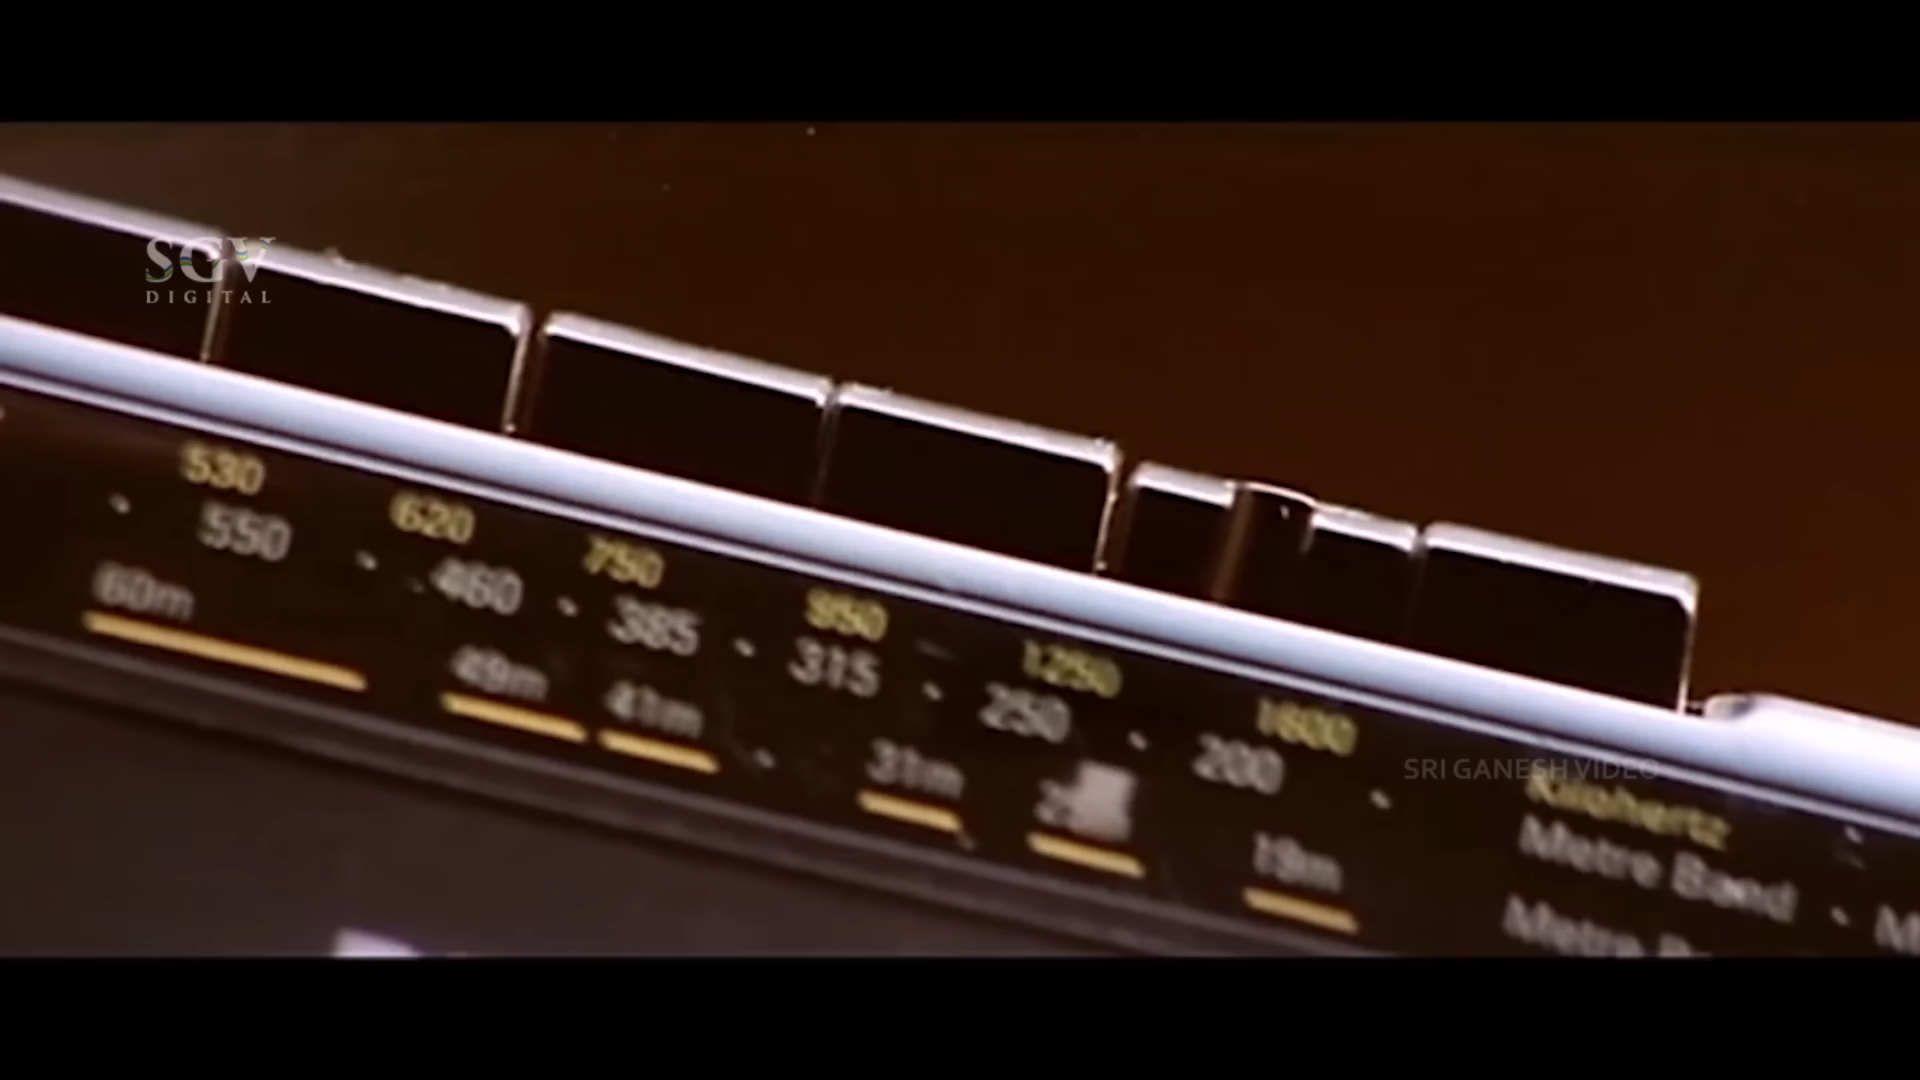 SGV
DIGITAL
530 620 750 950 1250 1600
550 460 385 315 250 200
60m 49m 41m 31m 19m
SRI GANESH VIDEO
Kilohertz
Metre Band
Metre